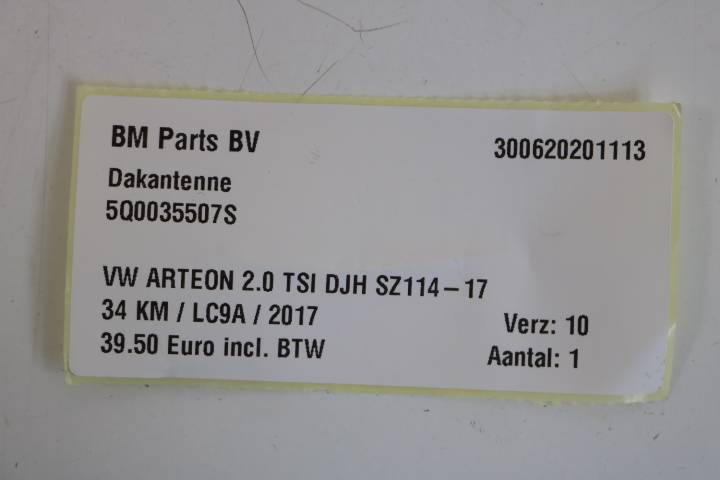 BM Parts BV 300620201113
Dakantenne
5Q0035507S
VW ARTEON 2.0 TSI DJH SZ114-17
34 KM / LC9A / 2017 Verz: 10
39.50 Euro incl. BTW Aantal: 1